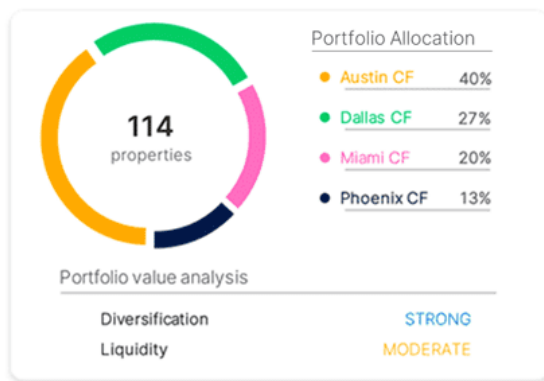 Portfolio Allocation
Austin CF 40%
Dallas CF 27%
Miami CF 20%
Phoenix CF 13%
114
properties
Portfolio value analysis
Diversification STRONG
Liquidity MODERATE